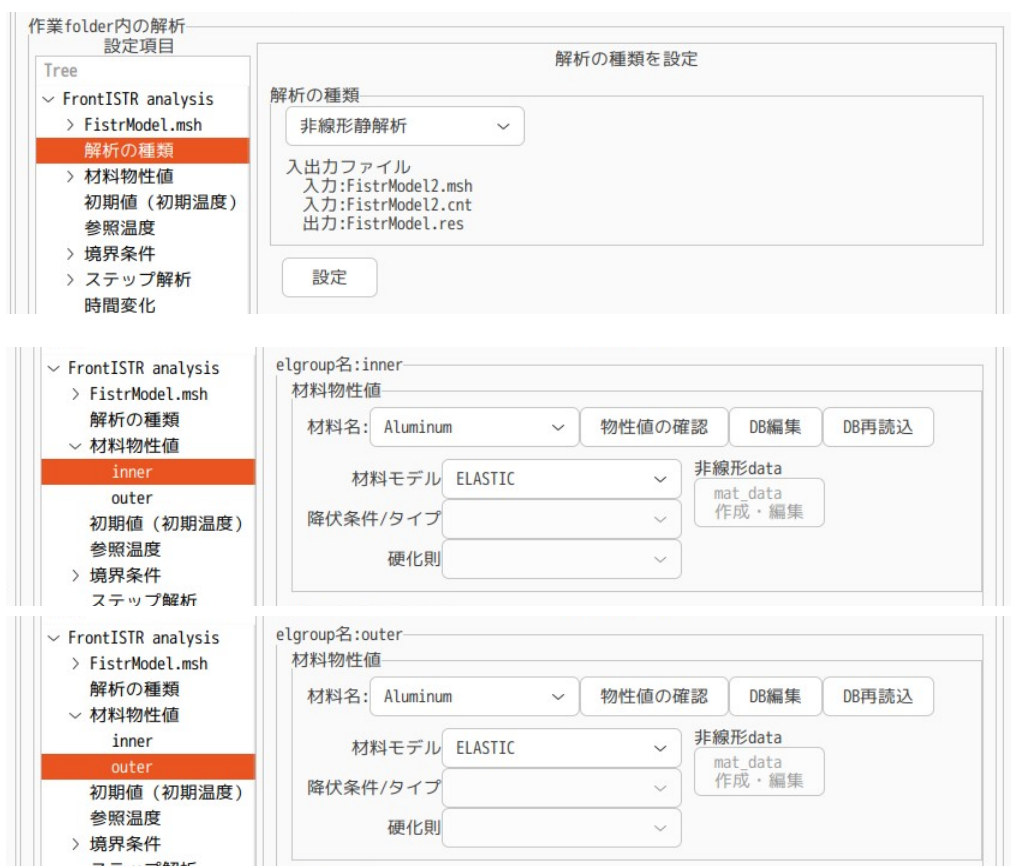 作業folder内の解析
設定項目
Tree
FrontISTR analysis
FistrModel.msh
解析の種類
材料物性値
初期値（初期温度）
参照温度
境界条件
ステップ解析
時間変化
解析の種類を設定
解析の種類
非線形静解析
入出力ファイル
入力:FistrModel2.msh
入力:FistrModel2.cnt
出力:FistrModel.res
設定
FrontISTR analysis
FistrModel.msh
解析の種類
材料物性値
inner
outer
初期値（初期温度）
参照温度
境界条件
ステップ解析
elgroup名:inner
材料物性値
材料名: Aluminum 物性値の確認 DB編集 DB再読込
材料モデル ELASTIC
降伏条件/タイプ
硬化則
非線形data
mat_data
作成・編集
FrontISTR analysis
FistrModel.msh
解析の種類
材料物性値
inner
outer
初期値（初期温度）
参照温度
境界条件
ステップ解析
elgroup名:outer
材料物性値
材料名: Aluminum 物性値の確認 DB編集 DB再読込
材料モデル ELASTIC
降伏条件/タイプ
硬化則
非線形data
mat_data
作成・編集